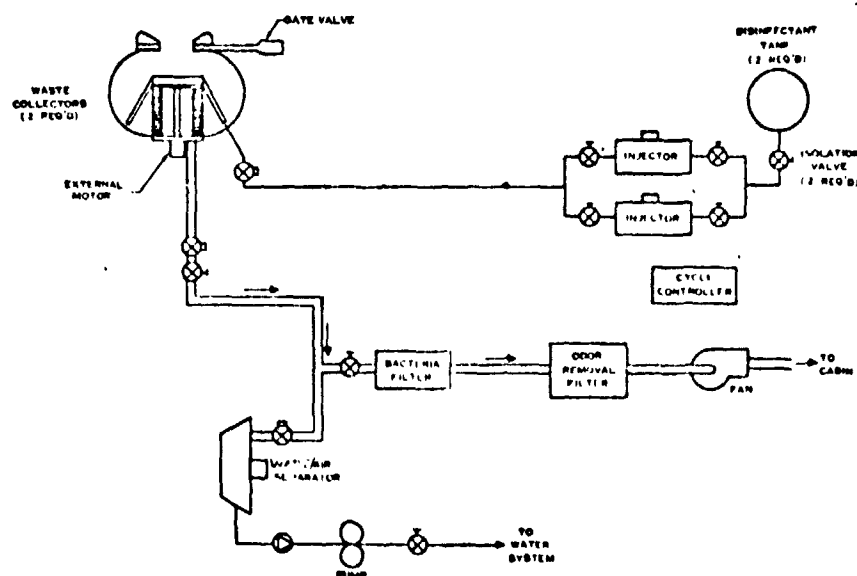 GATE VALVE
DISINFECTANT
TANK
(2 REQ'D)
WASTE
COLLECTORS
(2 REQ'D)
EXTERNAL
MOTOR
INJECTOR
ISOLATION
VALVE
(2 REQ'D)
INJECTOR
CYCLE
CONTROLLER
BACTERIA
FILTER
ODOR
REMOVAL
FILTER
FAN
TO
CABIN
WATER/AIR
SEPARATOR
TO
WATER
SYSTEM
PUMP